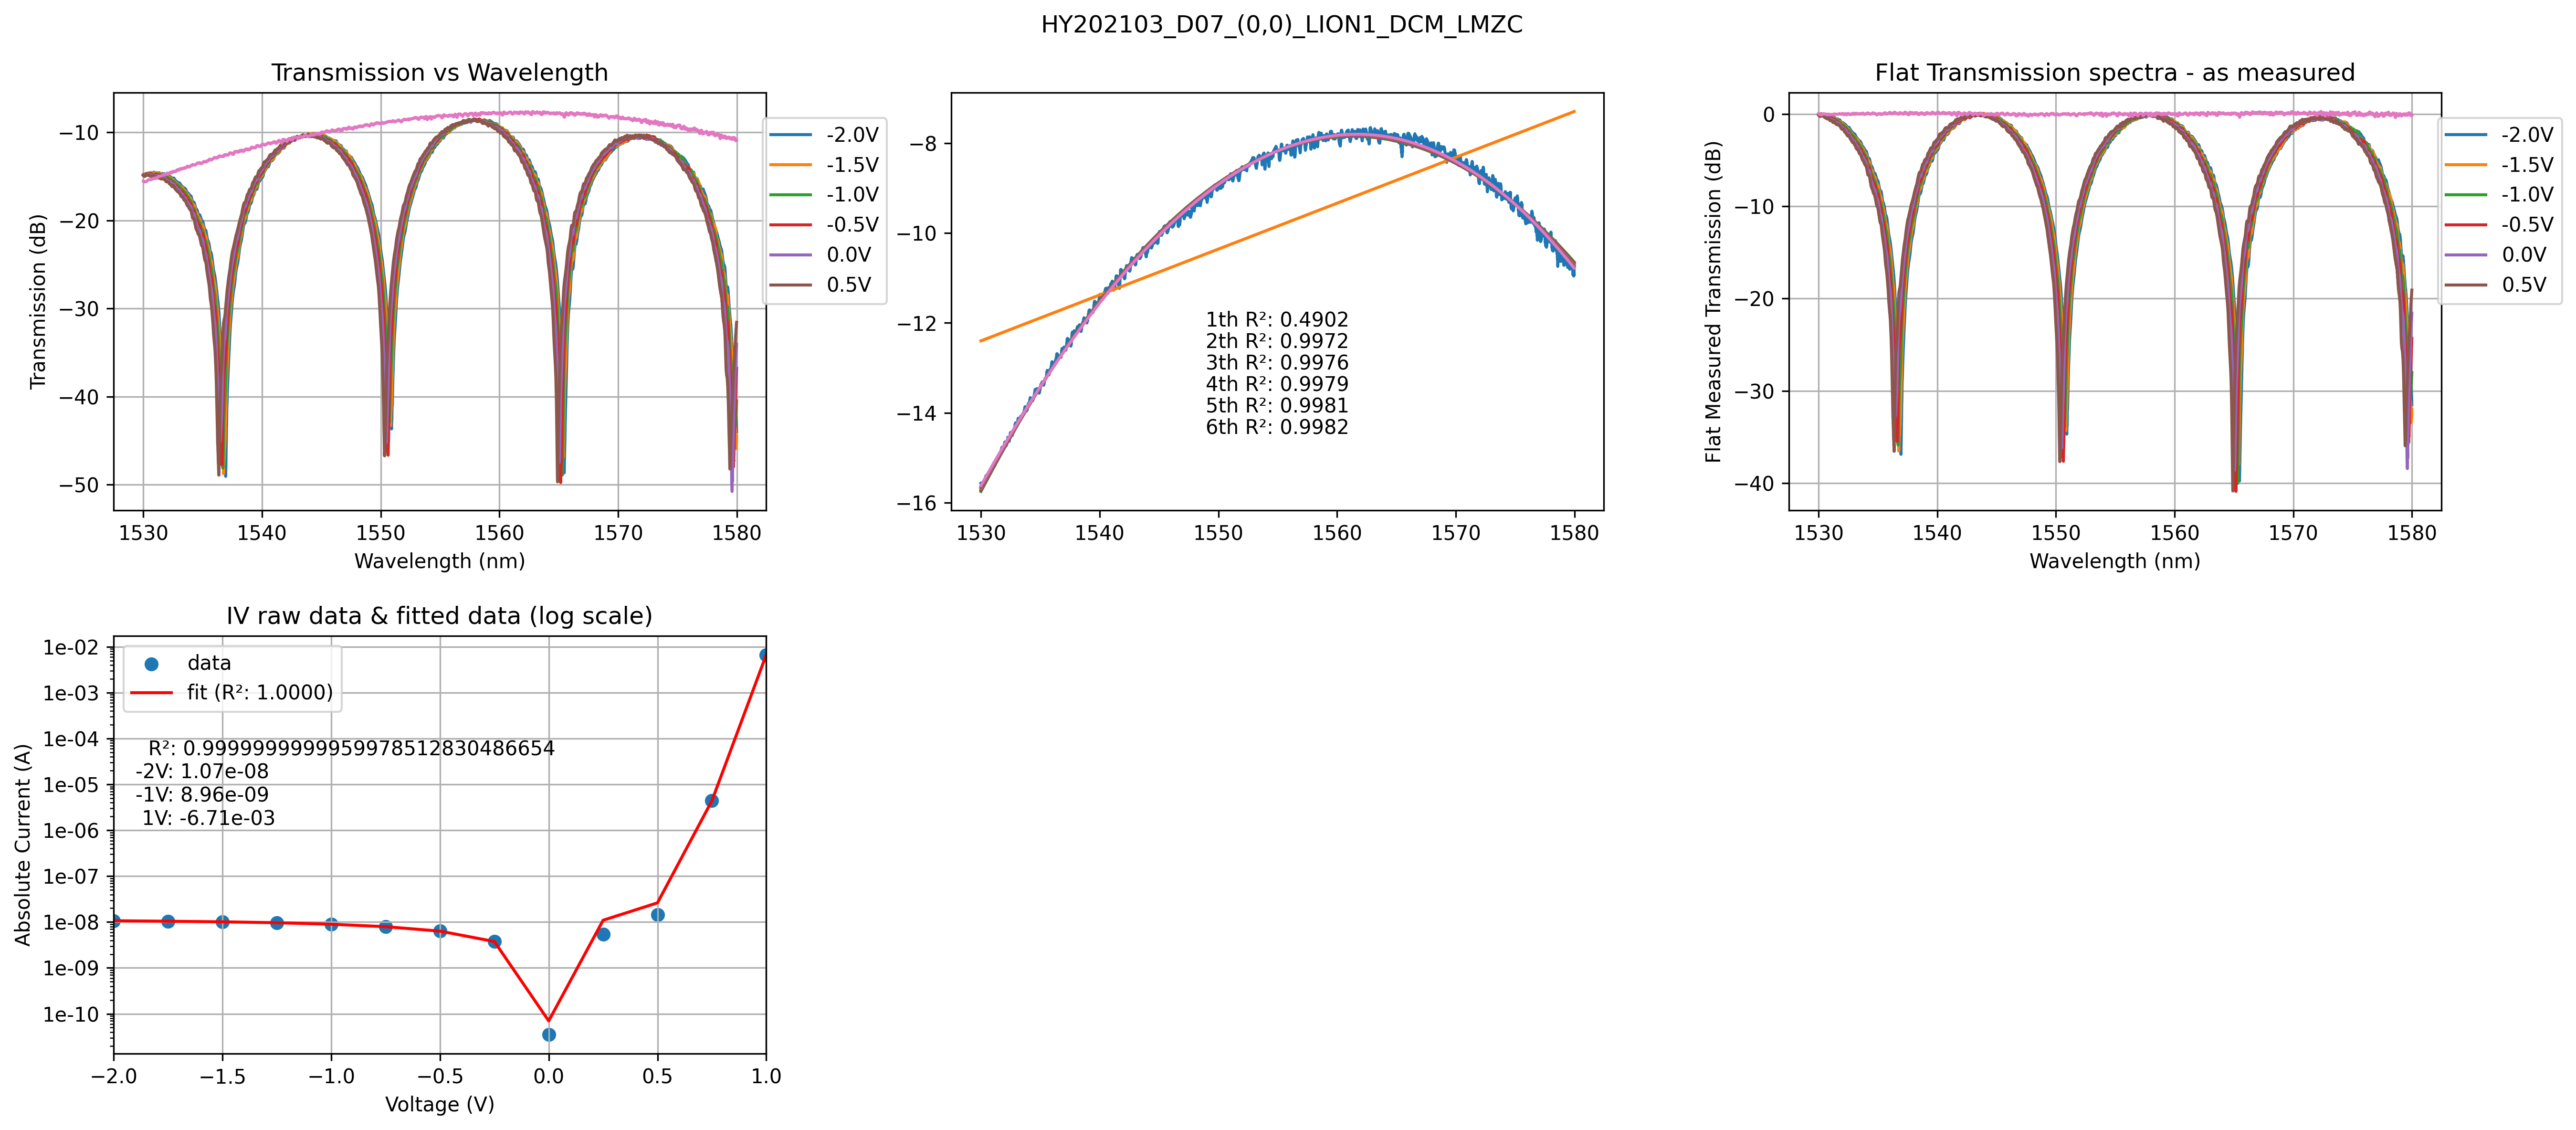 HY202103_D07_(0,0)_LION1_DCM_LMZC
Transmission vs Wavelength
Transmission (dB)
−10
−20
−30
−40
−50
1530
1540
1550
1560
1570
1580
Wavelength (nm)
-2.0V
-1.5V
-1.0V
-0.5V
0.0V
0.5V
−8
−10
−12
−14
−16
1th R²: 0.4902
2th R²: 0.9972
3th R²: 0.9976
4th R²: 0.9979
5th R²: 0.9981
6th R²: 0.9982
1530
1540
1550
1560
1570
1580
Flat Transmission spectra - as measured
Flat Measured Transmission (dB)
0
−10
−20
−30
−40
1530
1540
1550
1560
1570
1580
Wavelength (nm)
-2.0V
-1.5V
-1.0V
-0.5V
0.0V
0.5V
IV raw data & fitted data (log scale)
Absolute Current (A)
1e-02
1e-03
1e-04
1e-05
1e-06
1e-07
1e-08
1e-09
1e-10
data
fit (R²: 1.0000)
R²: 0.9999999999959978512830486654
-2V: 1.07e-08
-1V: 8.96e-09
1V: -6.71e-03
−2.0
−1.5
−1.0
−0.5
0.0
0.5
1.0
Voltage (V)